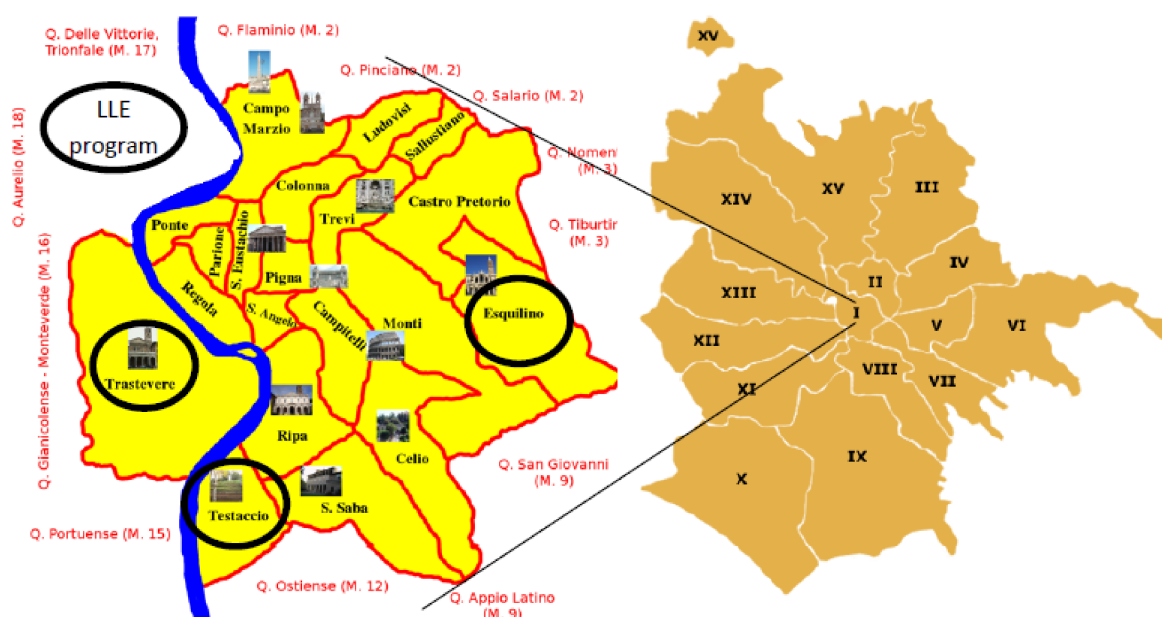 Q. Delle Vittorie,
Trionfale (M. 17)
Q. Flaminio (M. 2)
Q. Pinciano (M. 2)
Q. Salario (M. 2)
Q. Noment
(M. 3)
Q. Tiburtin
(M. 3)
Q. Aurelio (M. 18)
Q. Gianicolense - Monteverde (M. 16)
LLE
program
Campo
Marzio
Ludovisi
Sallustiano
Colonna
Trevi
Castro Pretorio
Ponte
Parione
S. Eustachio
Pigna
Regola
S. Angelo
Campitelli
Monti
Esquilino
Trastevere
Ripa
Celio
Testaccio
S. Saba
Q. San Giovanni
(M. 9)
Q. Portuense (M. 15)
Q. Ostiense (M. 12)
Q. Appio Latino
(M. 9)
XV
XIV
XV
III
II
IV
XIII
I
V
VI
XII
VIII
VII
XI
IX
X